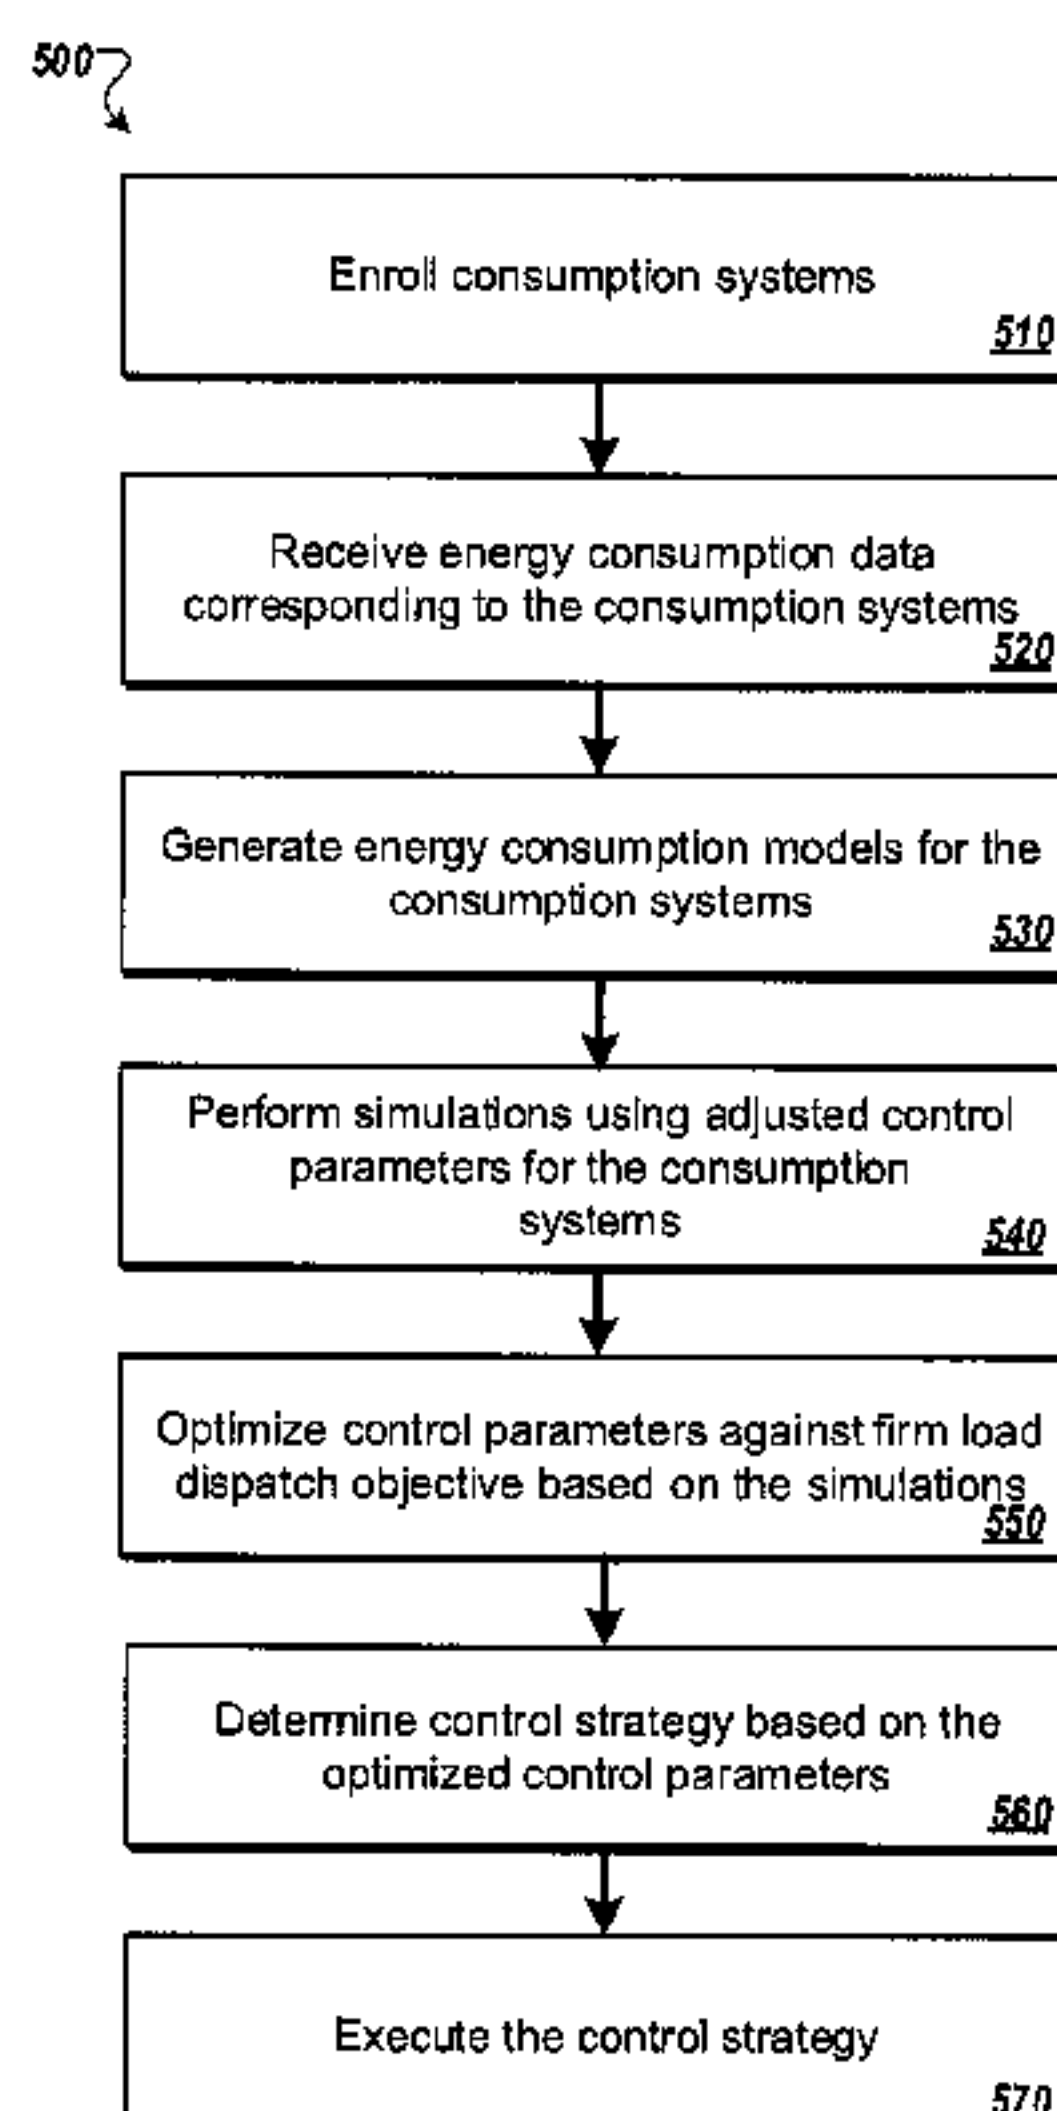 500
Enroll consumption systems
510
Receive energy consumption data
corresponding to the consumption systems
520
Generate energy consumption models for the
consumption systems
530
Perform simulations using adjusted control
parameters for the consumption
systems
540
Optimize control parameters against firm load
dispatch objective based on the simulations
550
Determine control strategy based on the
optimized control parameters
560
Execute the control strategy
570